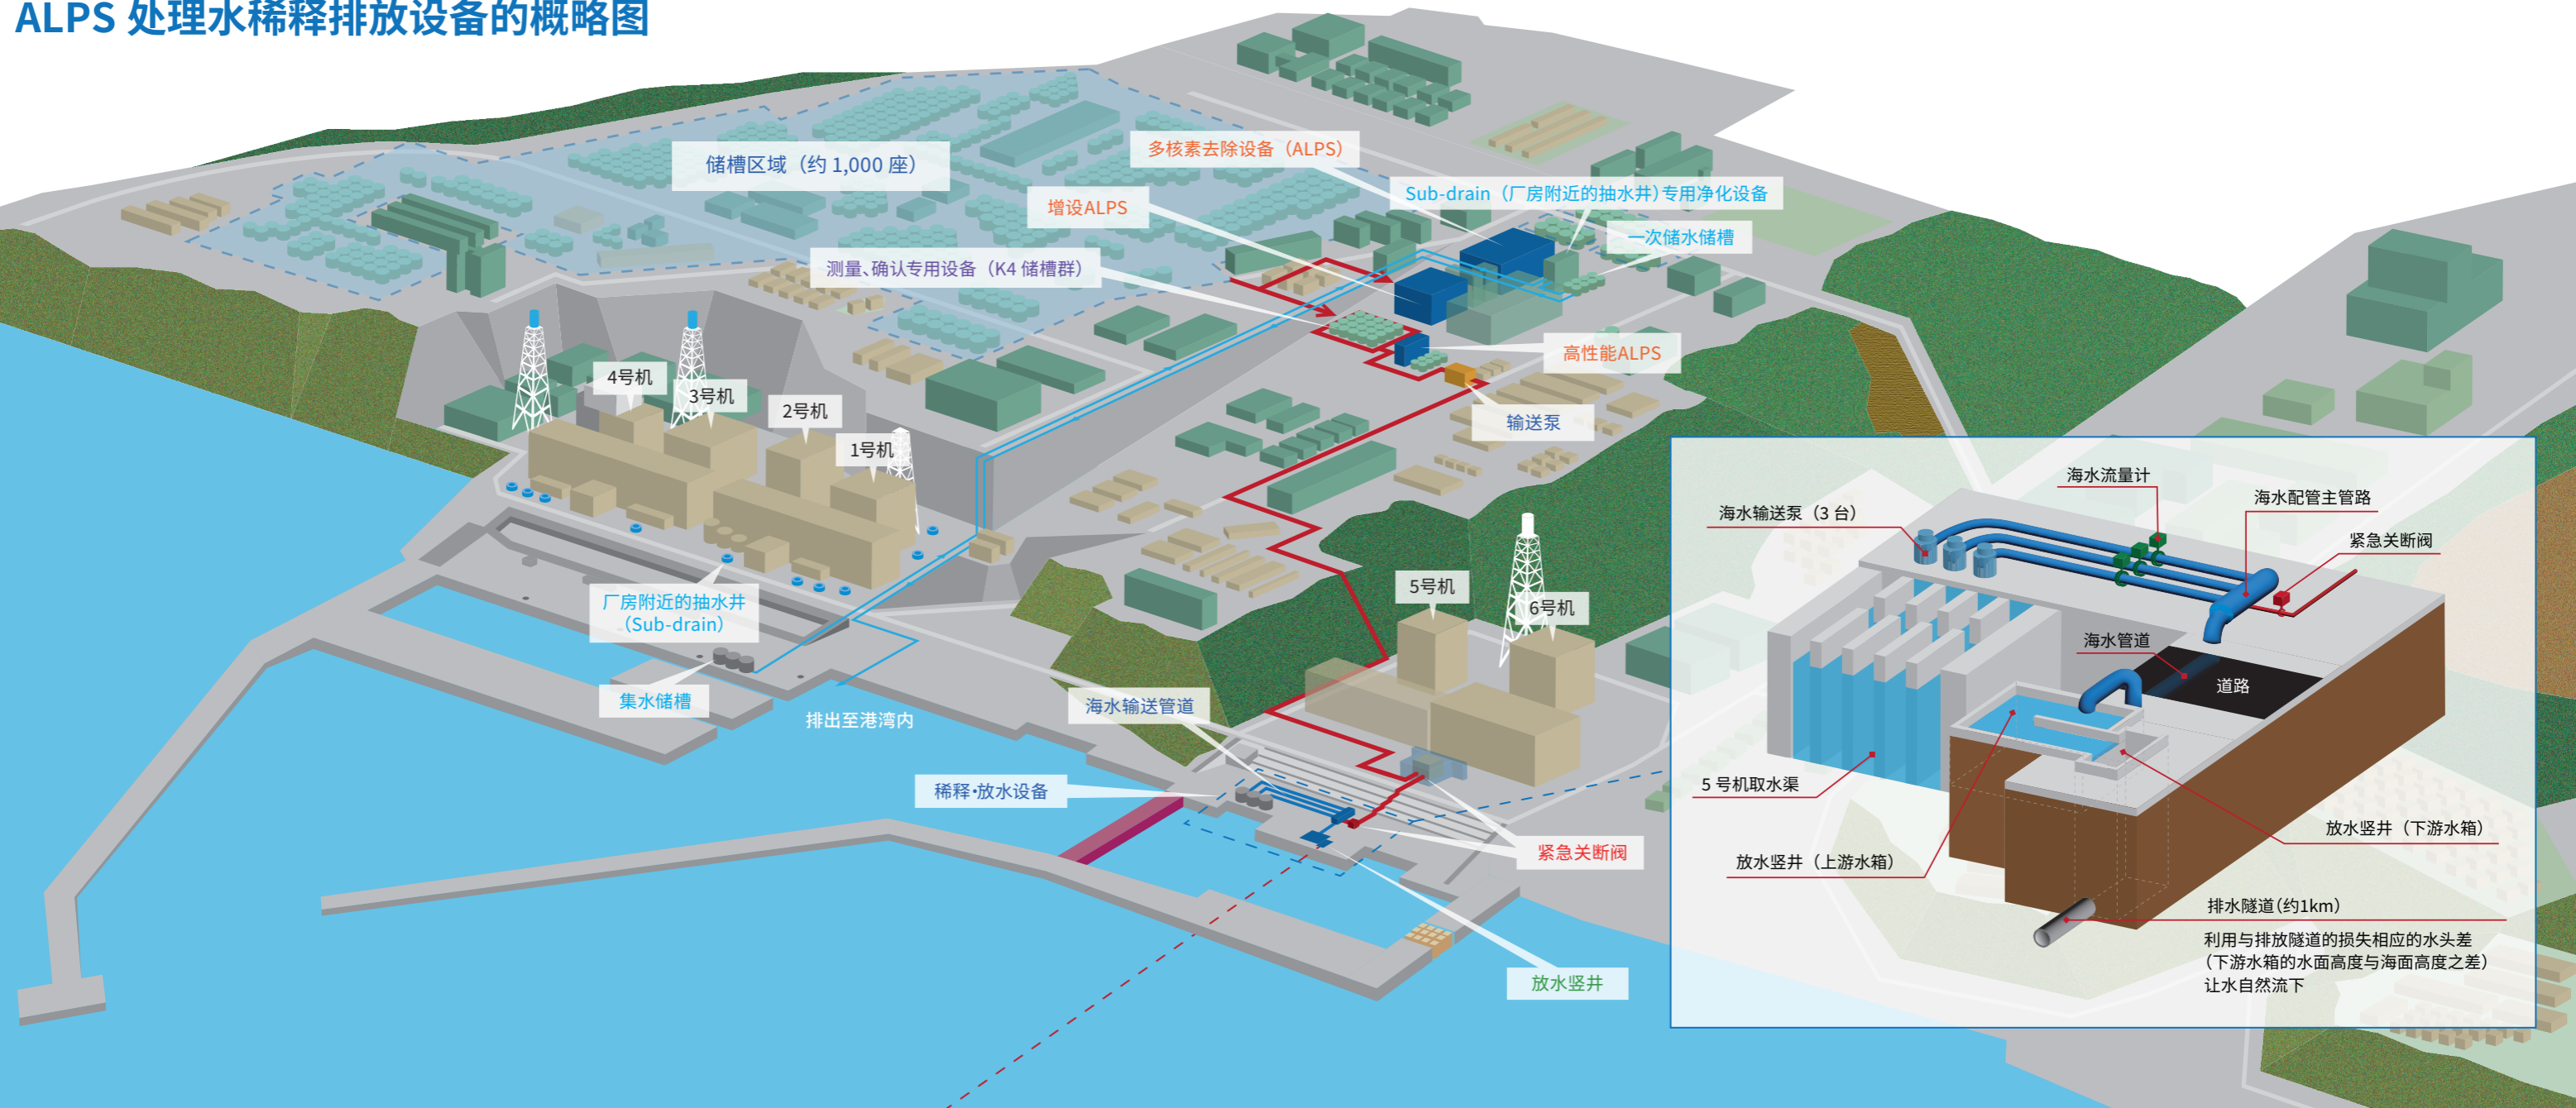 ALPS 处理水稀释排放设备的概略图
储槽区域（约 1,000 座）
多核素去除设备（ALPS）
增设ALPS
Sub-drain（厂房附近的抽水井）专用净化设备
一次储水储槽
测量、确认专用设备（K4 储槽群）
高性能ALPS
输送泵
4号机
3号机
2号机
1号机
厂房附近的抽水井
（Sub-drain）
集水储槽
排出至港湾内
5号机
6号机
海水输送管道
稀释•放水设备
紧急关断阀
放水竖井
海水流量计
海水配管主管路
海水输送泵（3 台）
紧急关断阀
海水管道
道路
5 号机取水渠
放水竖井（下游水箱）
放水竖井（上游水箱）
排水隧道（约1km）
利用与排放隧道的损失相应的水头差
（下游水箱的水面高度与海面高度之差）
让水自然流下